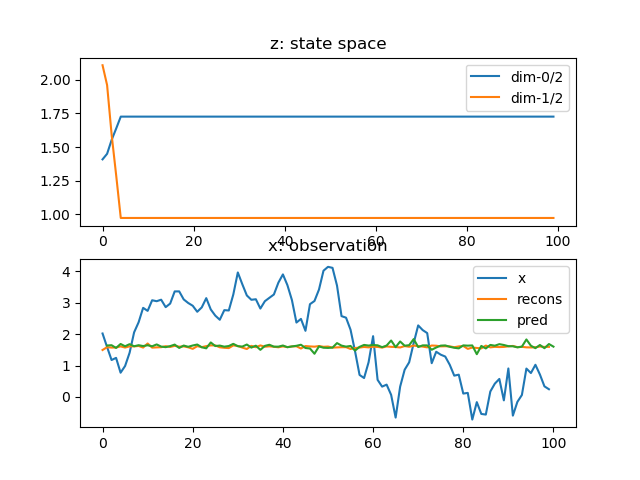 z: state space
2.00
1.75
1.50
1.25
1.00
dim-0/2
dim-1/2
0 20 40 60 80 100
x: observation
4
3
2
1
0
x
recons
pred
0 20 40 60 80 100